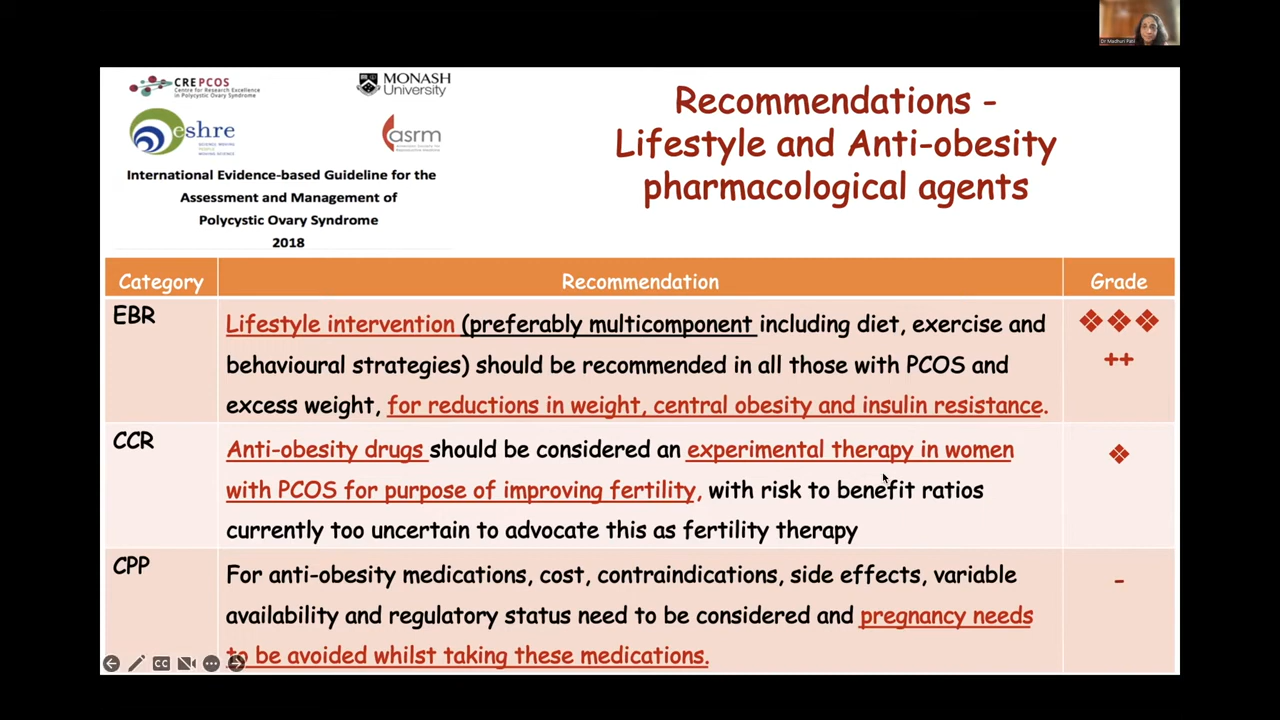 Dr Madhuri Patil
CREPCOS
Centre for Research Excellence
in Polycystic Ovary Syndrome
MONASH
University
eshre
asrm
International Evidence-based Guideline for the
Assessment and Management of
Polycystic Ovary Syndrome
2018
Recommendations -
Lifestyle and Anti-obesity
pharmacological agents
Category Recommendation Grade
EBR
Lifestyle intervention (preferably multicomponent including diet, exercise and
behavioural strategies) should be recommended in all those with PCOS and
excess weight, for reductions in weight, central obesity and insulin resistance.
❖❖❖
++
CCR
Anti-obesity drugs should be considered an experimental therapy in women
with PCOS for purpose of improving fertility, with risk to benefit ratios
currently too uncertain to advocate this as fertility therapy
❖
CPP
For anti-obesity medications, cost, contraindications, side effects, variable
availability and regulatory status need to be considered and pregnancy needs
to be avoided whilst taking these medications.
-
CC